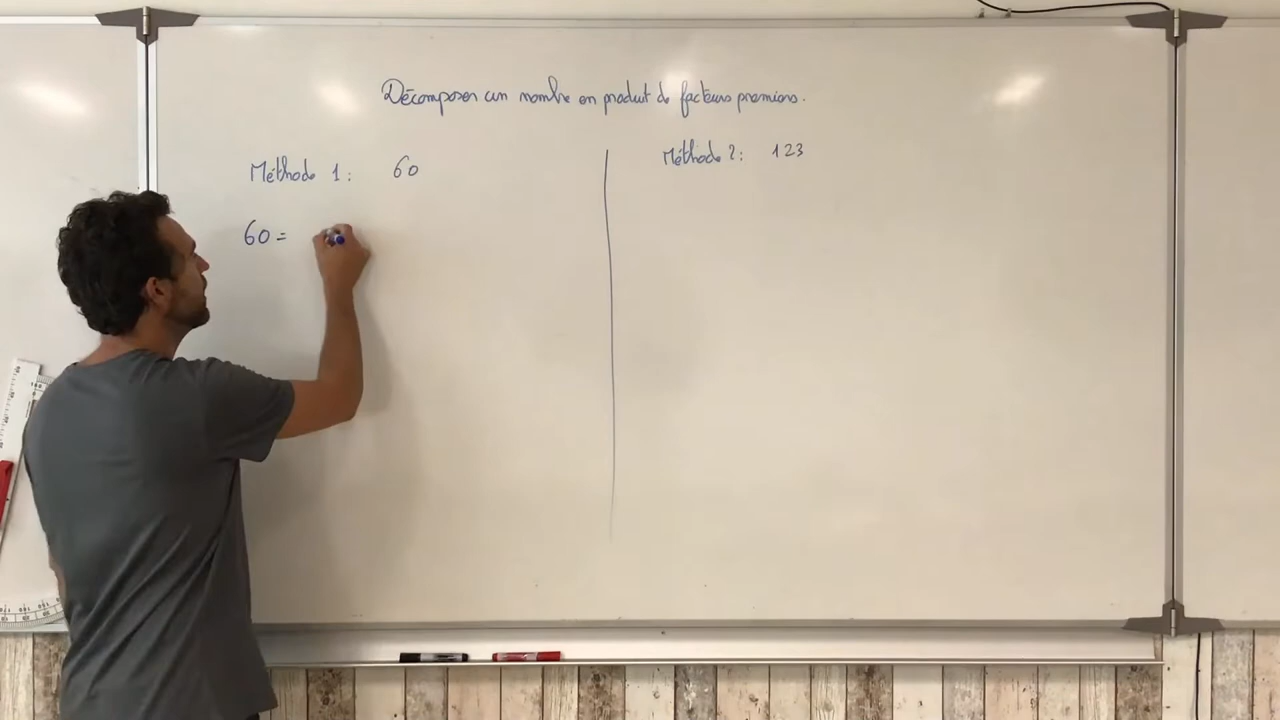 Décomposer un nombre en produit de facteurs premiers.
Méthode 1 : 60
60 =
Méthode 2 : 123